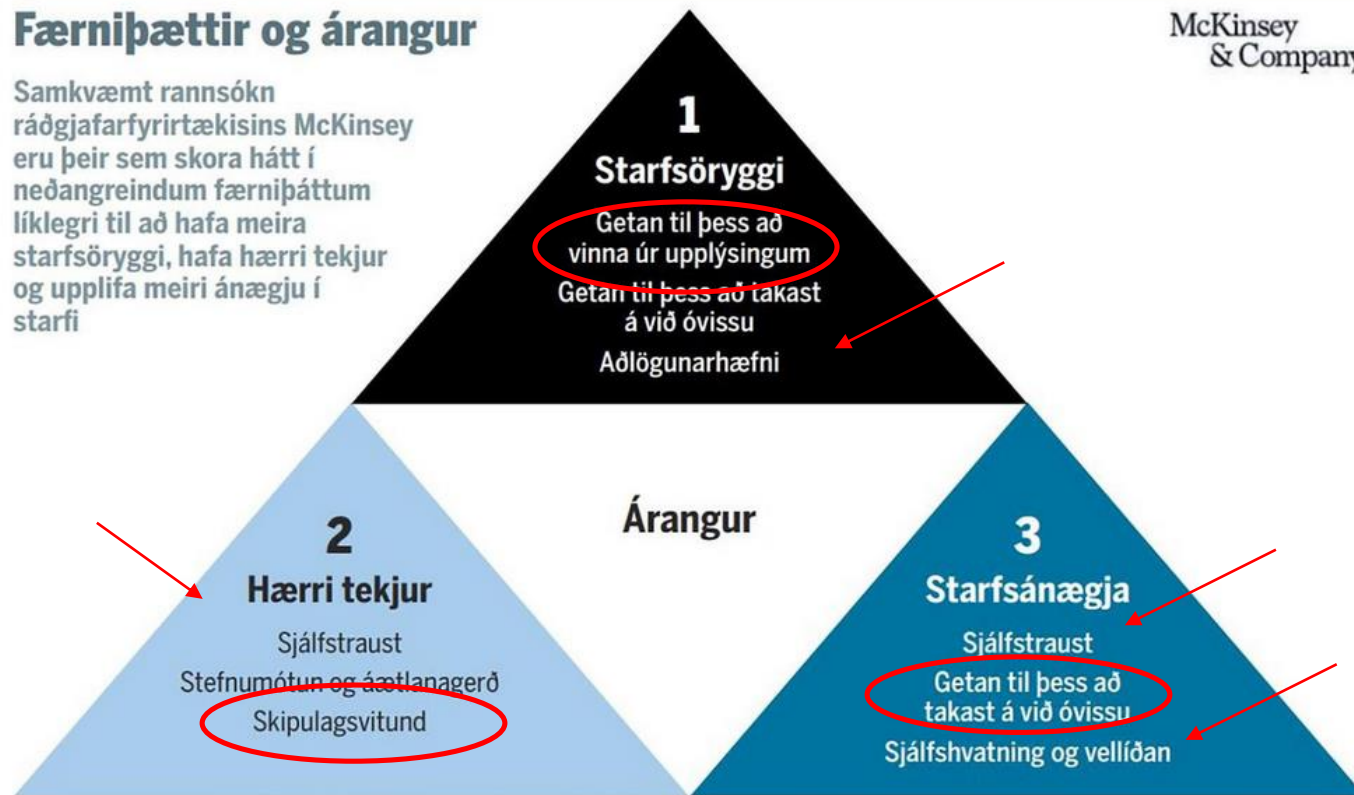 Færniþættir og árangur
Samkvæmt rannsókn
ráðgjafarfyrirtækisins McKinsey
eru þeir sem skora hátt í
neðangreindum færniþáttum
líklegri til að hafa meira
starfsöryggi, hafa hærri tekjur
og upplifa meiri ánægju í
starfi
McKinsey
& Company
1
Starfsöryggi
Getan til þess að
vinna úr upplýsingum
Getan til þess að takast
á við óvissu
Aðlögunarhæfni
Árangur
2
Hærri tekjur
Sjálfstraust
Stefnumótun og áætlanagerð
Skipulagsvitund
3
Starfsánægja
Sjálfstraust
Getan til þess að
takast á við óvissu
Sjálfshvatning og vellíðan